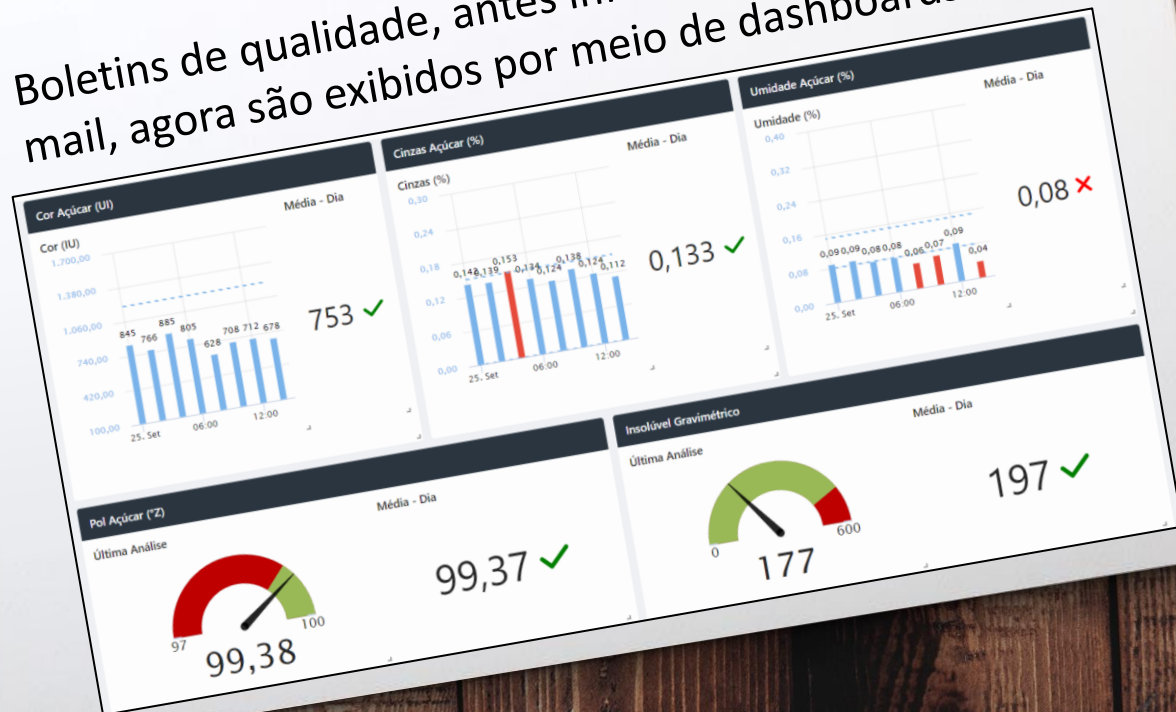 Boletins de qualidade, antes
mail, agora são exibidos por meio de dashboards
Cor Açúcar (UI)
Média - Dia
Cor (IU)
1.700,00
1.380,00
1.060,00
740,00
420,00
100,00
845
766
885
805
628
708
712
678
25. Set
06:00
12:00
753
Cinzas Açúcar (%)
Média - Dia
Cinzas (%)
0,30
0,24
0,18
0,12
0,06
0,00
0,139
0,153
0,134
0,124
0,138
0,124
0,112
25. Set
06:00
12:00
0,133
Umidade Açúcar (%)
Média - Dia
Umidade (%)
0,40
0,32
0,24
0,16
0,08
0,00
0,09
0,09
0,08
0,08
0,06
0,07
0,09
0,04
25. Set
06:00
12:00
0,08
Pol Açúcar (°Z)
Última Análise
Média - Dia
97
100
99,38
99,37
Insolúvel Gravimétrico
Última Análise
Média - Dia
0
600
177
197